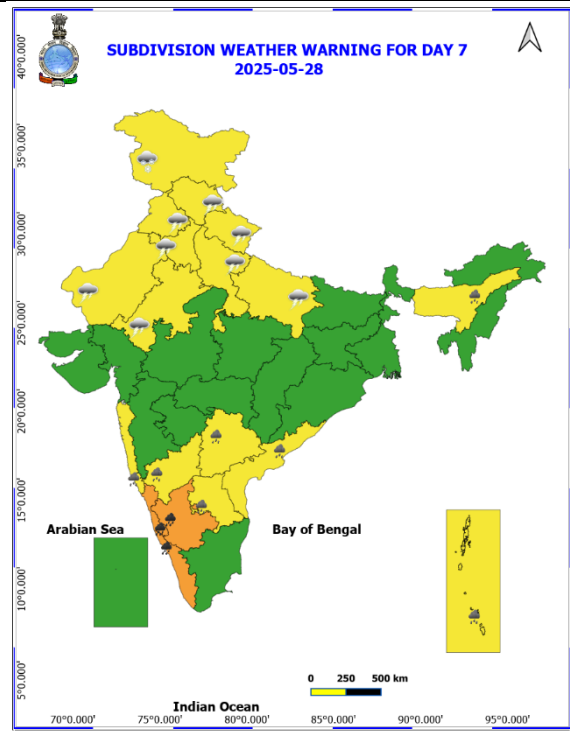 SUBDIVISION WEATHER WARNING FOR DAY 7
2025-05-28
40°0.000'
35°0.000'
30°0.000'
25°0.000'
20°0.000'
15°0.000'
10°0.000'
5°0.000'
Arabian Sea
Bay of Bengal
0 250 500 km
Indian Ocean
70°0.000' 75°0.000' 80°0.000' 85°0.000' 90°0.000' 95°0.000'